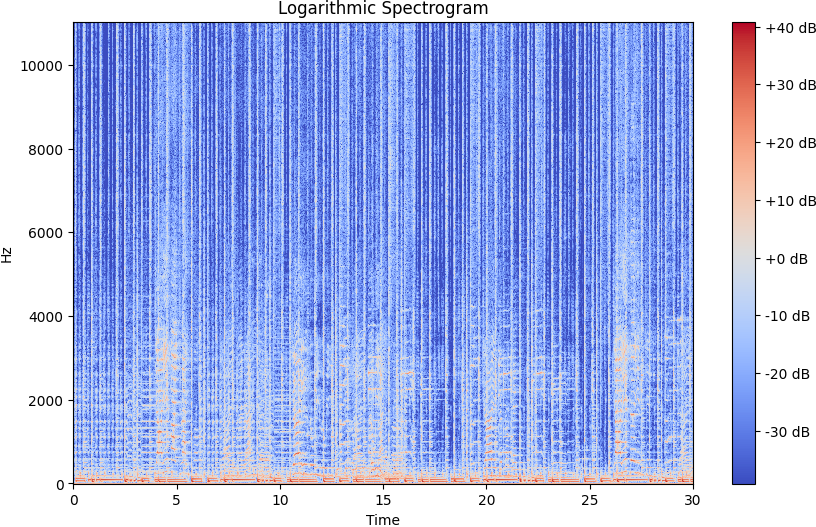 Logarithmic Spectrogram
Hz
10000
8000
6000
4000
2000
0
0 5 10 15 20 25 30
Time
+40 dB
+30 dB
+20 dB
+10 dB
+0 dB
-10 dB
-20 dB
-30 dB